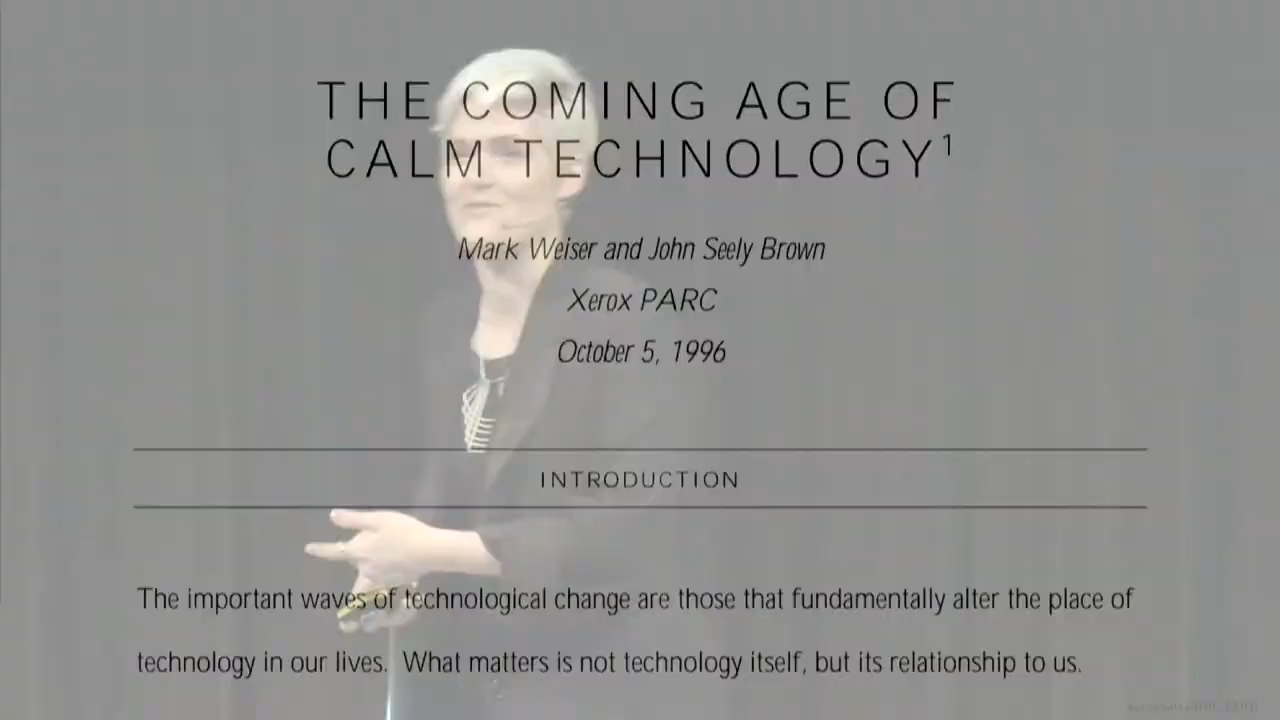 THE COMING AGE OF
CALM TECHNOLOGY¹
Mark Weiser and John Seely Brown
Xerox PARC
October 5, 1996
INTRODUCTION
The important waves of technological change are those that fundamentally alter the place of
technology in our lives. What matters is not technology itself, but its relationship to us.